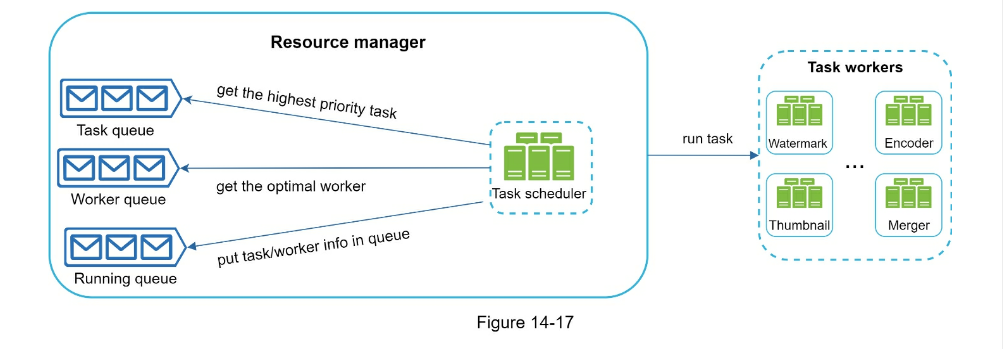 Resource manager
get the highest priority task
Task queue
get the optimal worker
Worker queue
put task/worker info in queue
Running queue
Task scheduler
run task
Task workers
Watermark
Encoder
...
Thumbnail
Merger
Figure 14-17